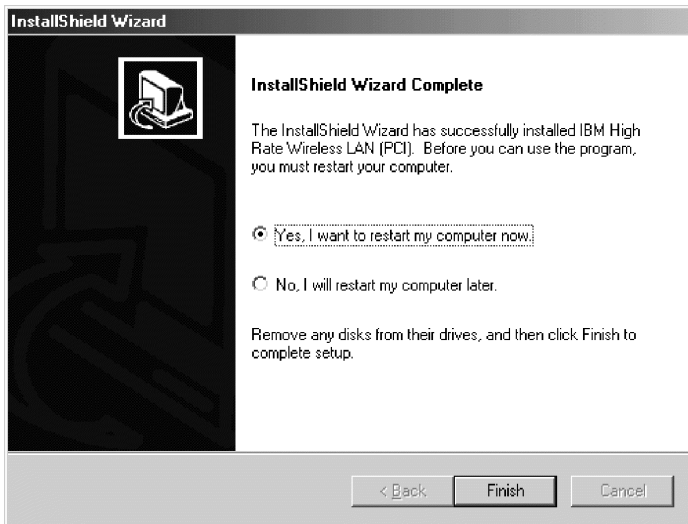 InstallShield Wizard
InstallShield Wizard Complete
The InstallShield Wizard has successfully installed IBM High
Rate Wireless LAN (PCI).  Before you can use the program,
you must restart your computer.
Yes, I want to restart my computer now.
No, I will restart my computer later.
Remove any disks from their drives, and then click Finish to
complete setup.
< Back
Finish
Cancel